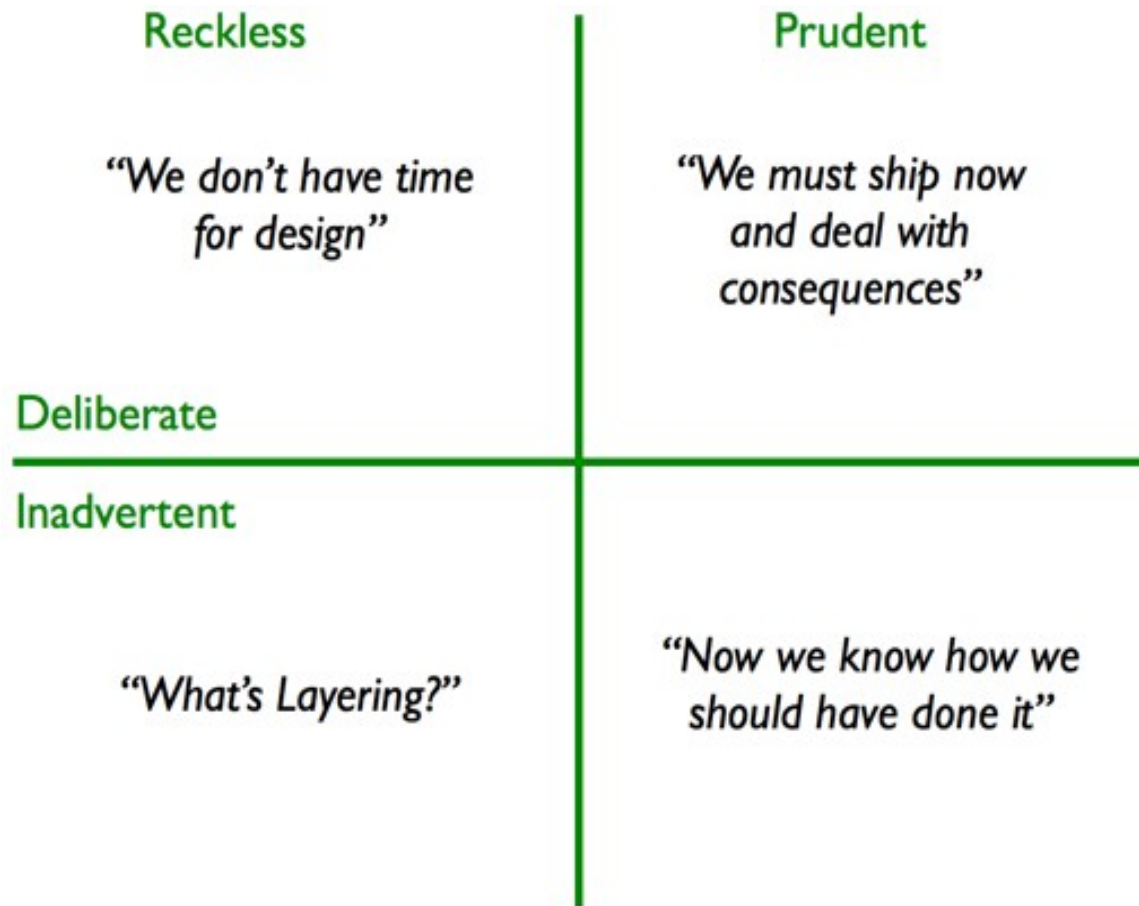 Reckless
Prudent
“We don’t have time
for design”
“We must ship now
and deal with
consequences”
Deliberate
Inadvertent
“What’s Layering?”
“Now we know how we
should have done it”